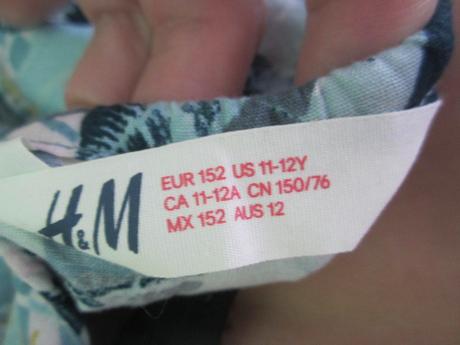 H&M
EUR 152 US 11-12Y
CA 11-12A CN 150/76
MX 152 AUS 12